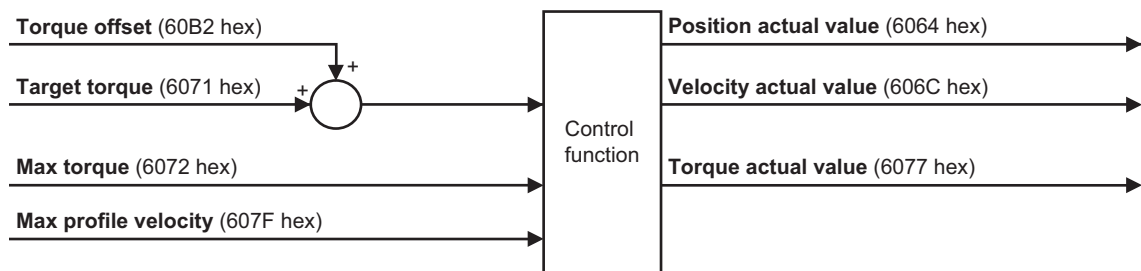 Torque offset (60B2 hex)
+
Target torque (6071 hex)
+
Max torque (6072 hex)
Max profile velocity (607F hex)
Control
function
Position actual value (6064 hex)
Velocity actual value (606C hex)
Torque actual value (6077 hex)